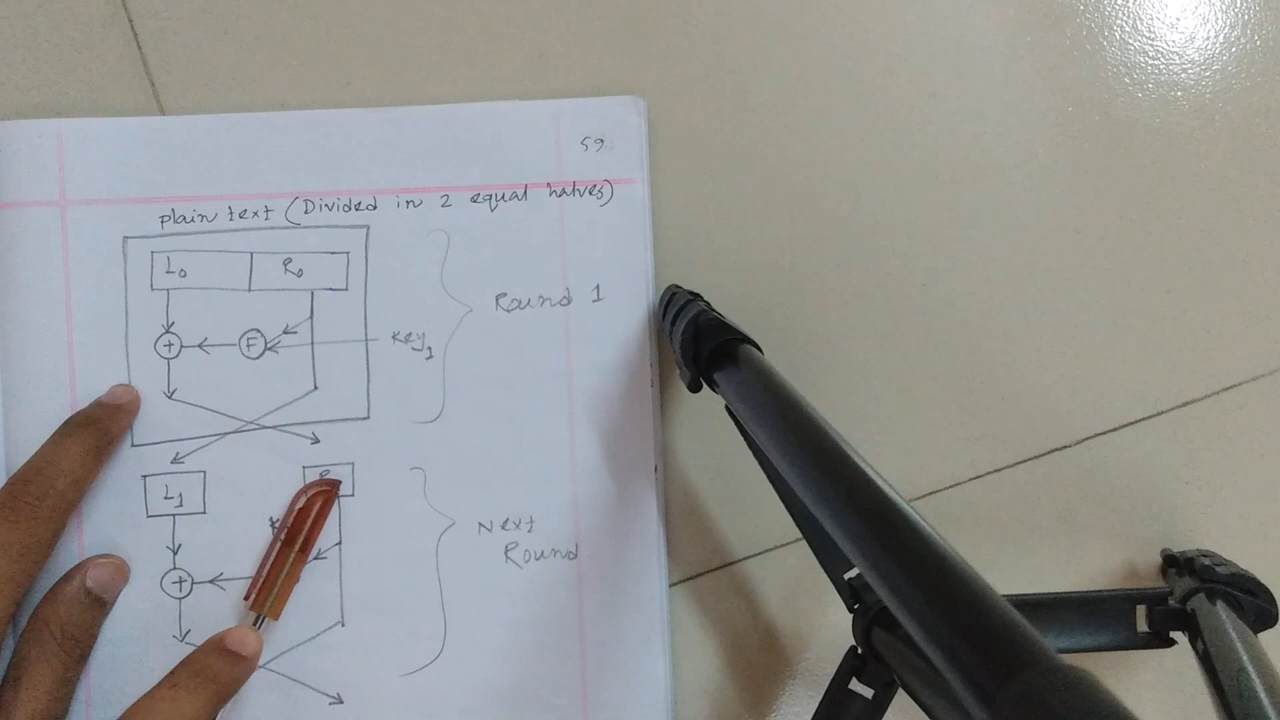 59
plain text (Divided in 2 equal halves)
L0 R0
Round 1
+ F
Key1
L1
Next
Round
+